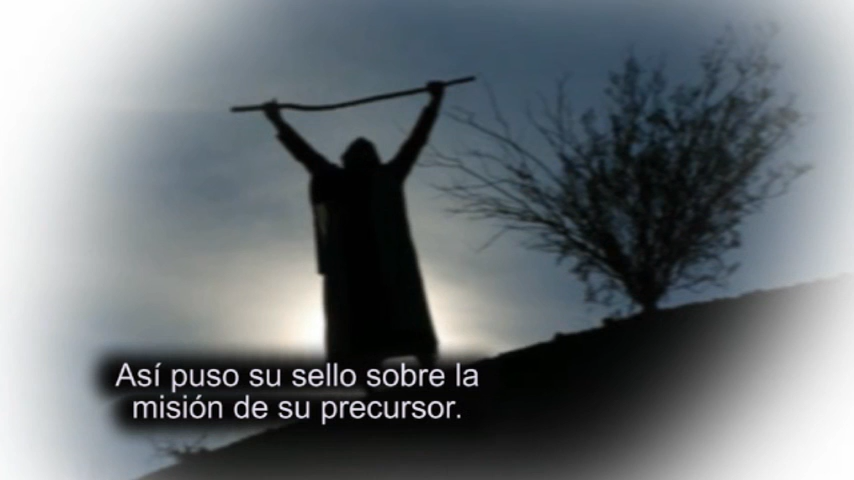 Así puso su sello sobre la
misión de su precursor.